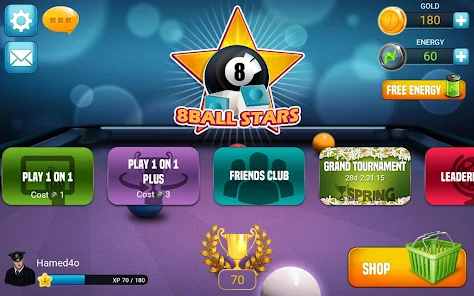 GOLD
180
ENERGY
60
FREE ENERGY
8
8BALL STARS
PLAY 1 ON 1
Cost 1
PLAY 1 ON 1
PLUS
Cost 3
FRIENDS CLUB
GRAND TOURNAMENT
28d 2:31:15
SPRING
LEADER
Hamed4o
XP 70 / 180
70
SHOP